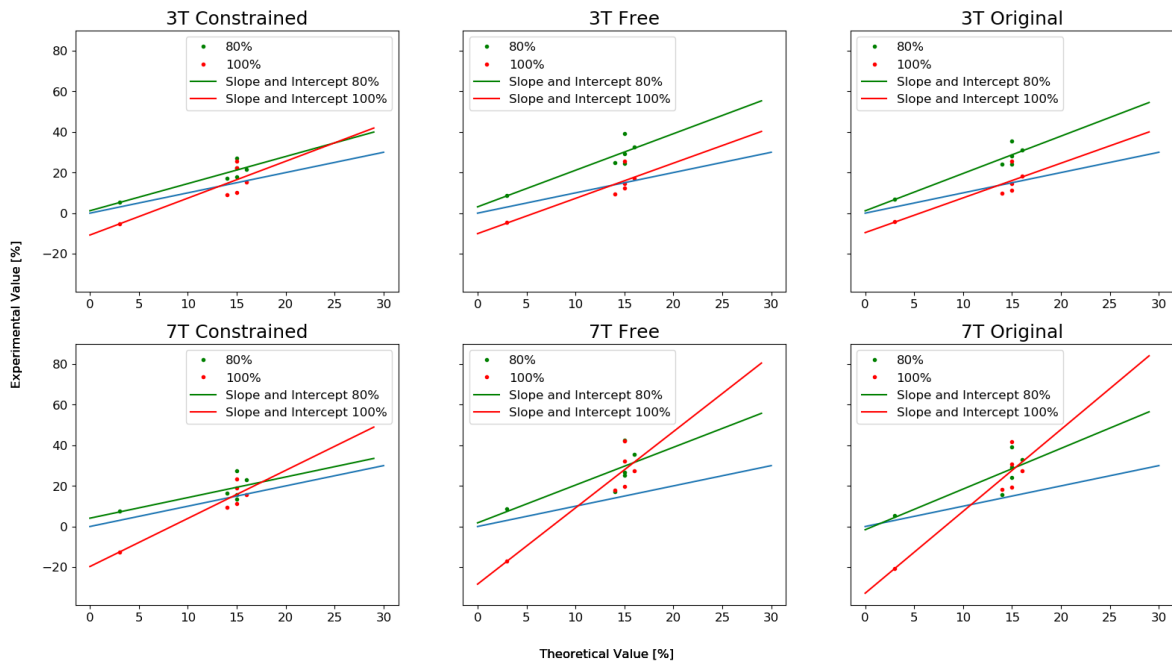 3T Constrained
80%
100%
Slope and Intercept 80%
Slope and Intercept 100%
80
60
40
20
0
−20
0 5 10 15 20 25 30
3T Free
80%
100%
Slope and Intercept 80%
Slope and Intercept 100%
0 5 10 15 20 25 30
3T Original
80%
100%
Slope and Intercept 80%
Slope and Intercept 100%
0 5 10 15 20 25 30
Experimental Value [%]
7T Constrained
80%
100%
Slope and Intercept 80%
Slope and Intercept 100%
80
60
40
20
0
−20
0 5 10 15 20 25 30
7T Free
80%
100%
Slope and Intercept 80%
Slope and Intercept 100%
0 5 10 15 20 25 30
7T Original
80%
100%
Slope and Intercept 80%
Slope and Intercept 100%
0 5 10 15 20 25 30
Theoretical Value [%]